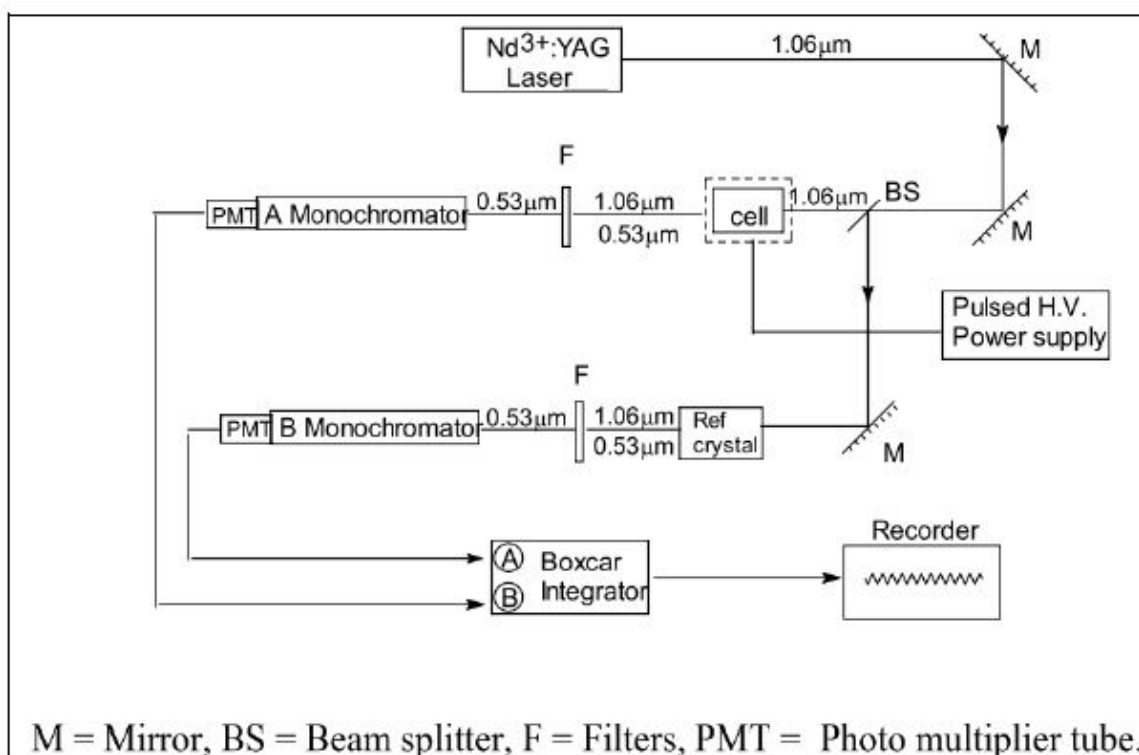 Nd3+:YAG
Laser
1.06μm
M
F
0.53μm
1.06μm
0.53μm
cell
1.06μm
BS
M
PMT
A Monochromator
Pulsed H.V.
Power supply
F
0.53μm
1.06μm
0.53μm
Ref
crystal
M
PMT
B Monochromator
A
B
Boxcar
Integrator
Recorder
M = Mirror, BS = Beam splitter, F = Filters, PMT = Photo multiplier tube.